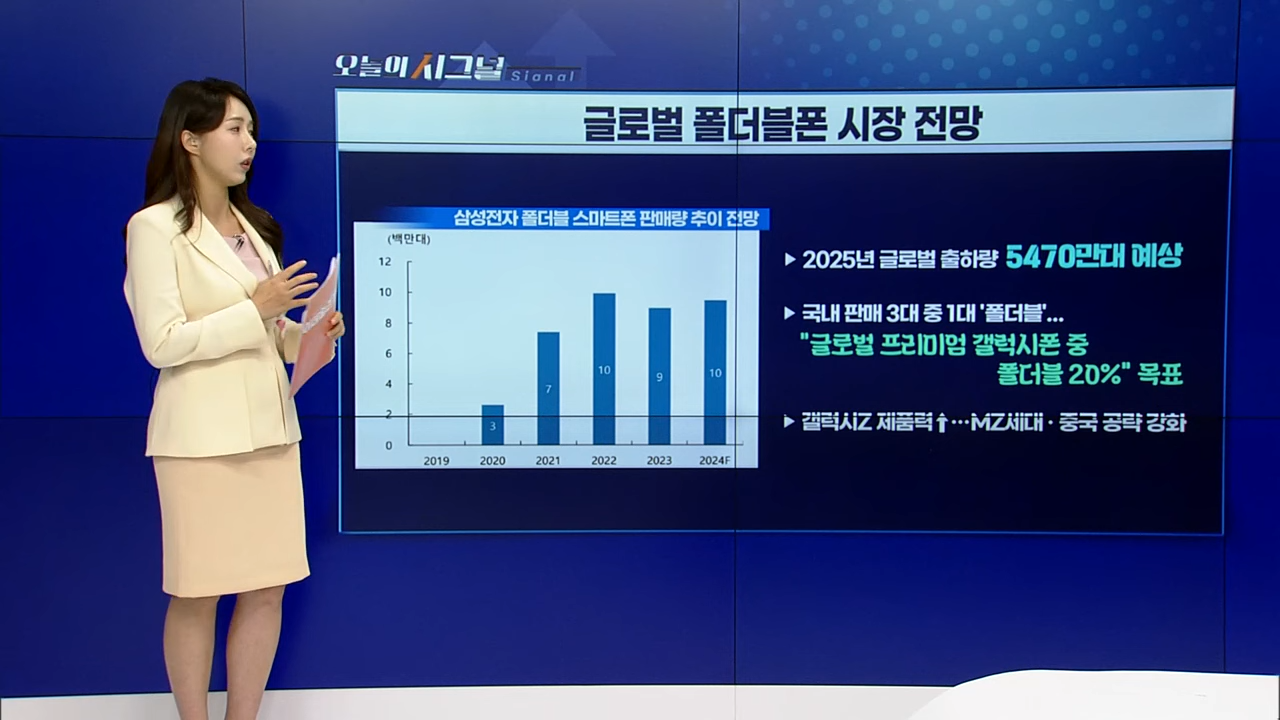 오늘의 시그널
Signal
글로벌 폴더블폰 시장 전망
삼성전자 폴더블 스마트폰 판매량 추이 전망
(백만대)
12
10
8
6
4
2
0
3
7
10
9
10
2019 2020 2021 2022 2023 2024F
▶ 2025년 글로벌 출하량 5470만대 예상
▶ 국내 판매 3대 중 1대 '폴더블'...
"글로벌 프리미엄 갤럭시폰 중
폴더블 20%" 목표
▶ 갤럭시Z 제품력↑…MZ세대·중국 공략 강화